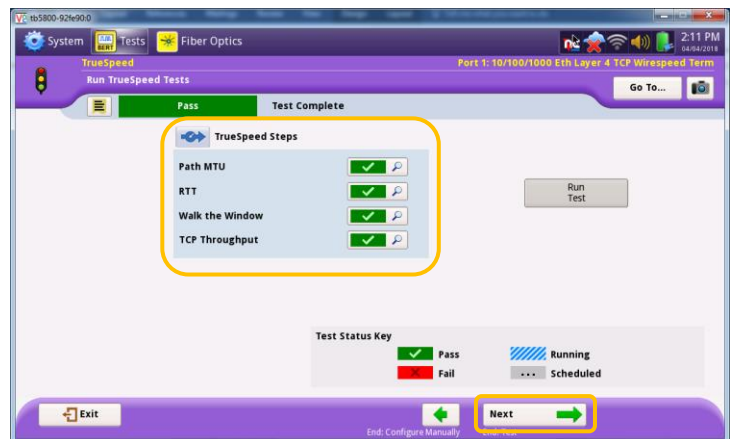 tb5800-92fe90:0
System Tests Fiber Optics 2:11 PM
04/04/2018
TrueSpeed Port 1: 10/100/1000 Eth Layer 4 TCP Wirespeed Term
Run TrueSpeed Tests
Go To...
Pass Test Complete
TrueSpeed Steps
Path MTU
RTT
Walk the Window
TCP Throughput
Run
Test
Test Status Key
Pass Running
Fail ... Scheduled
Exit Next
End: Configure Manually End: Test